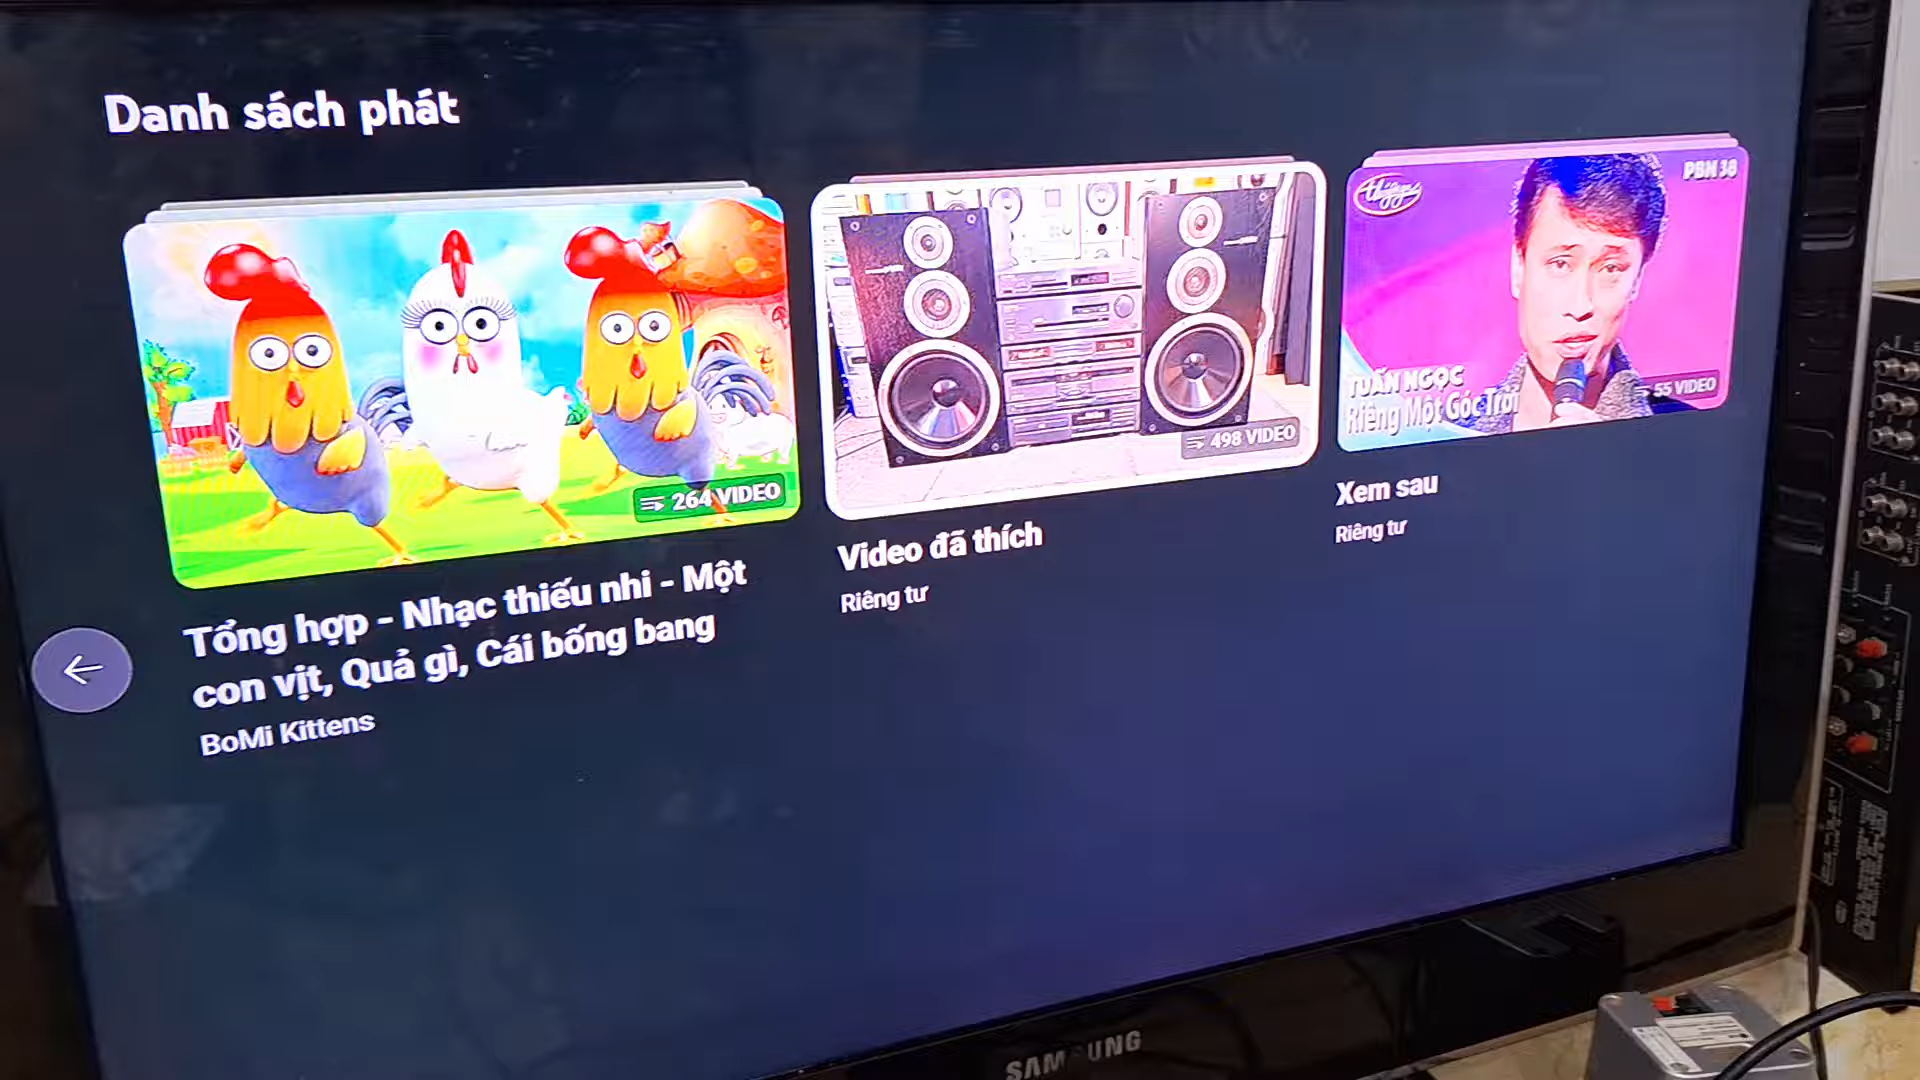 Danh sách phát
264 VIDEO
Tổng hợp - Nhạc thiếu nhi - Một
con vịt, Quả gì, Cái bống bang
BoMi Kittens
498 VIDEO
Video đã thích
Riêng tư
Thúy Nga
PBN 38
TUẤN NGỌC
Riêng Một Góc Trời
55 VIDEO
Xem sau
Riêng tư
SAMSUNG